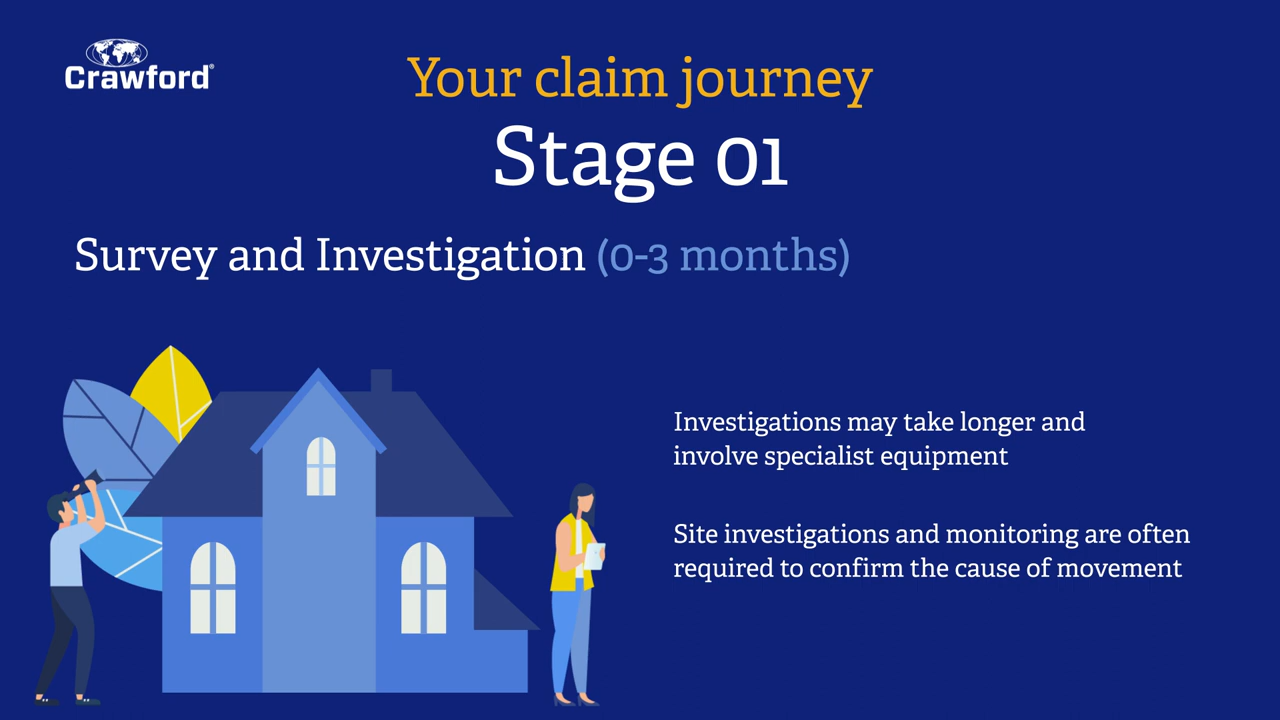 Crawford®
Your claim journey
Stage 01
Survey and Investigation (0-3 months)
Investigations may take longer and
involve specialist equipment
Site investigations and monitoring are often
required to confirm the cause of movement